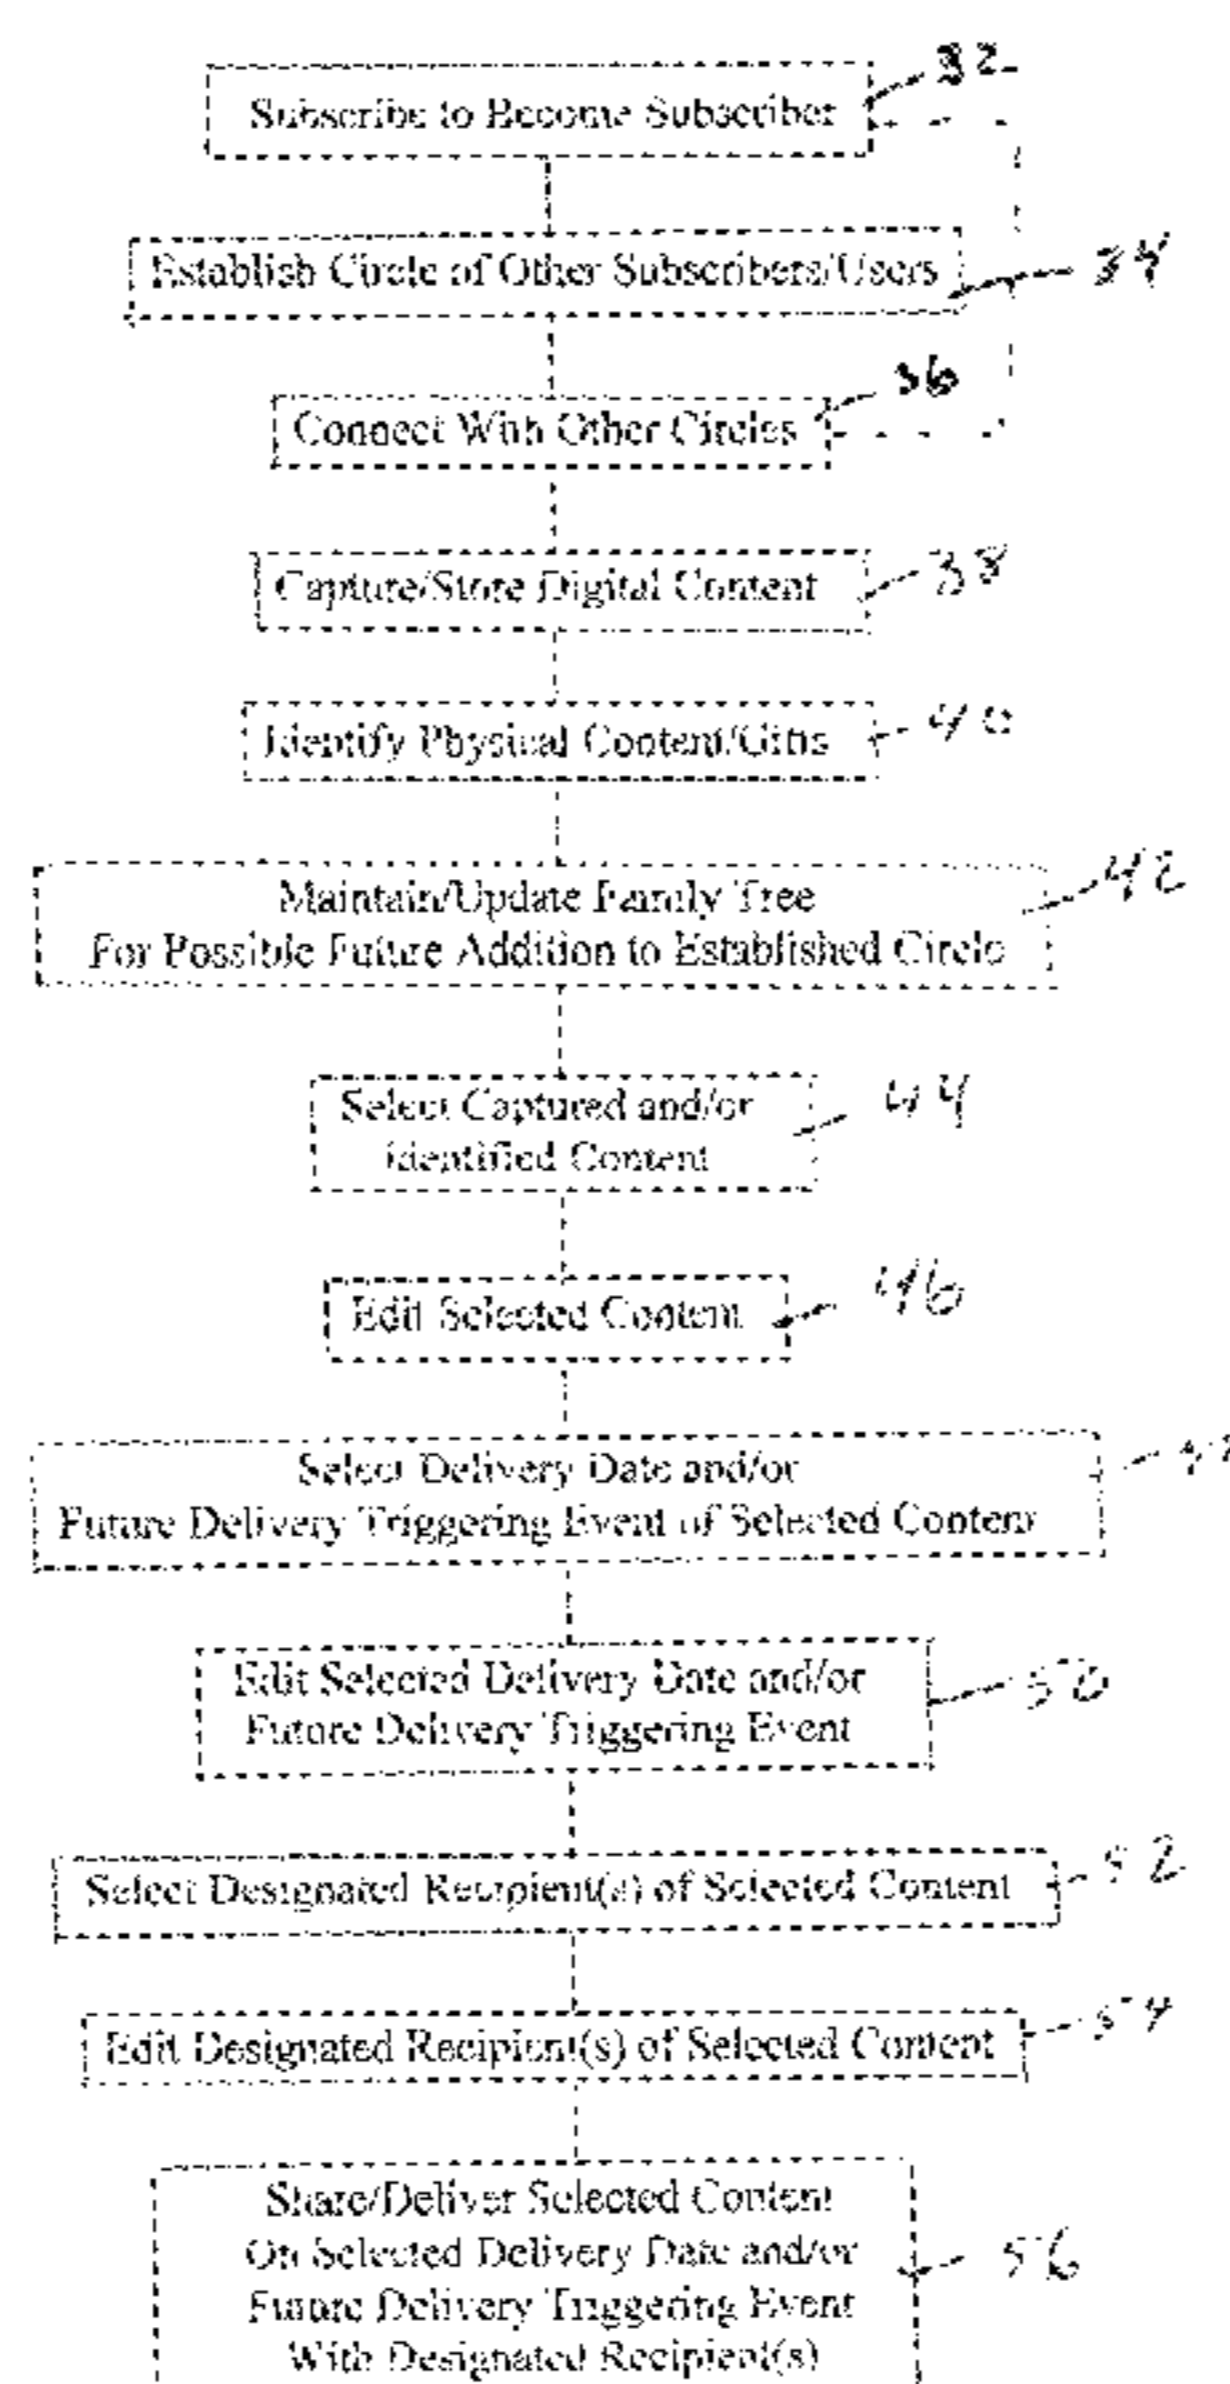 32
Subscribe to Become Subscriber
Establish Circle of Other Subscribers/Users
34
36
Connect With Other Circles
Capture/Store Digital Content
38
Identify Physical Content/Gifts
40
42
Maintain/Update Family Tree
For Possible Future Addition to Established Circle
44
Select Captured and/or
Identified Content
46
Edit Selected Content
Select Delivery Date and/or
Future Delivery Triggering Event of Selected Content
Edit Selected Delivery Date and/or
50
Future Delivery Triggering Event
52
Select Designated Recipient(s) of Selected Content
54
Edit Designated Recipient(s) of Selected Content
Share/Deliver Selected Content
On Selected Delivery Date and/or
56
Future Delivery Triggering Event
With Designated Recipient(s)